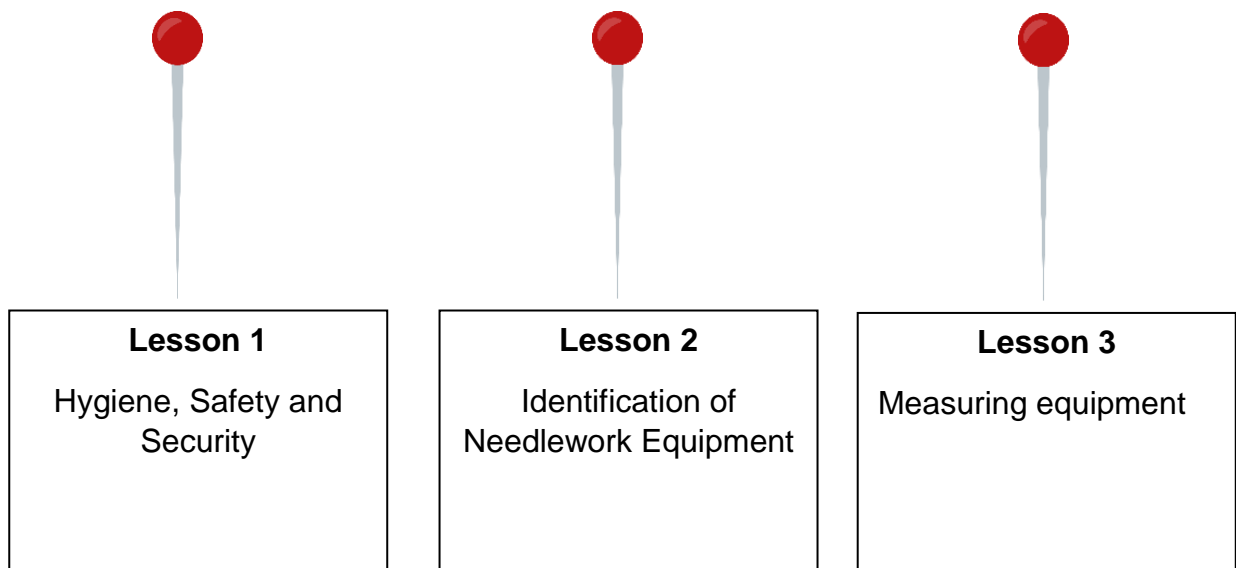 Lesson 1
Hygiene, Safety and
Security
Lesson 2
Identification of
Needlework Equipment
Lesson 3
Measuring equipment